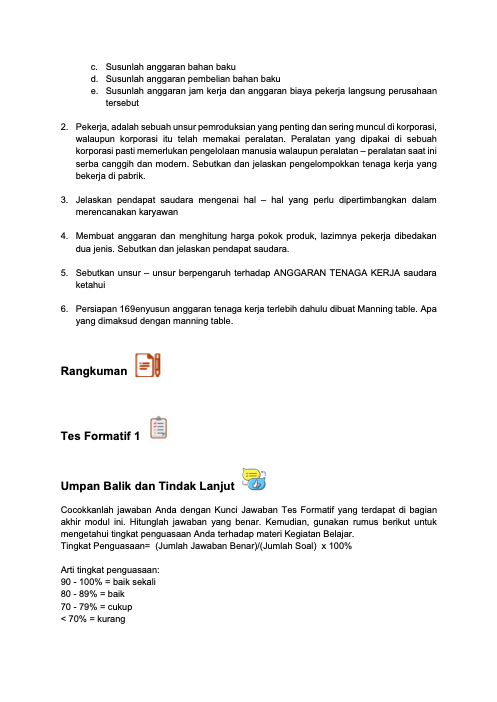 c. Susunlah anggaran bahan baku
d. Susunlah anggaran pembelian bahan baku
e. Susunlah anggaran jam kerja dan anggaran biaya pekerja langsung perusahaan
tersebut
2. Pekerja, adalah sebuah unsur pemroduksian yang penting dan sering muncul di korporasi,
walaupun korporasi itu telah memakai peralatan. Peralatan yang dipakai di sebuah
korporasi pasti memerlukan pengelolaan manusia walaupun peralatan – peralatan saat ini
serba canggih dan modern. Sebutkan dan jelaskan pengelompokkan tenaga kerja yang
bekerja di pabrik.
3. Jelaskan pendapat saudara mengenai hal – hal yang perlu dipertimbangkan dalam
merencanakan karyawan
4. Membuat anggaran dan menghitung harga pokok produk, lazimnya pekerja dibedakan
dua jenis. Sebutkan dan jelaskan pendapat saudara.
5. Sebutkan unsur – unsur berpengaruh terhadap ANGGARAN TENAGA KERJA saudara
ketahui
6. Persiapan 169enyusun anggaran tenaga kerja terlebih dahulu dibuat Manning table. Apa
yang dimaksud dengan manning table.
Rangkuman
Tes Formatif 1
Umpan Balik dan Tindak Lanjut
Cocokkanlah jawaban Anda dengan Kunci Jawaban Tes Formatif yang terdapat di bagian
akhir modul ini. Hitunglah jawaban yang benar. Kemudian, gunakan rumus berikut untuk
mengetahui tingkat penguasaan Anda terhadap materi Kegiatan Belajar.
Tingkat Penguasaan= (Jumlah Jawaban Benar)/(Jumlah Soal) x 100%
Arti tingkat penguasaan:
90 - 100% = baik sekali
80 - 89% = baik
70 - 79% = cukup
< 70% = kurang